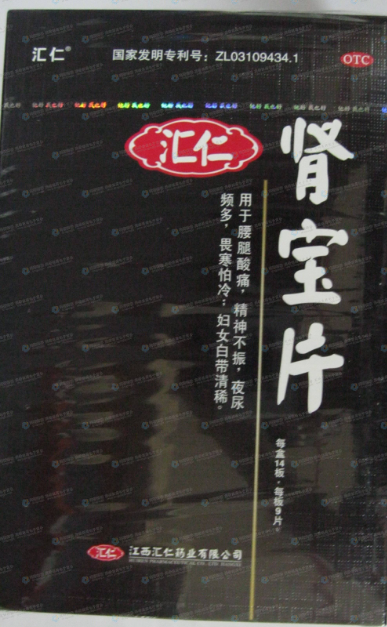 汇仁®
国家发明专利号：ZL03109434.1
OTC
汇仁
肾宝片
用于腰腿酸痛，精神不振，夜尿
频多，畏寒怕冷；妇女白带清稀。
每盒14板，每板9片。
汇仁
江西汇仁药业有限公司